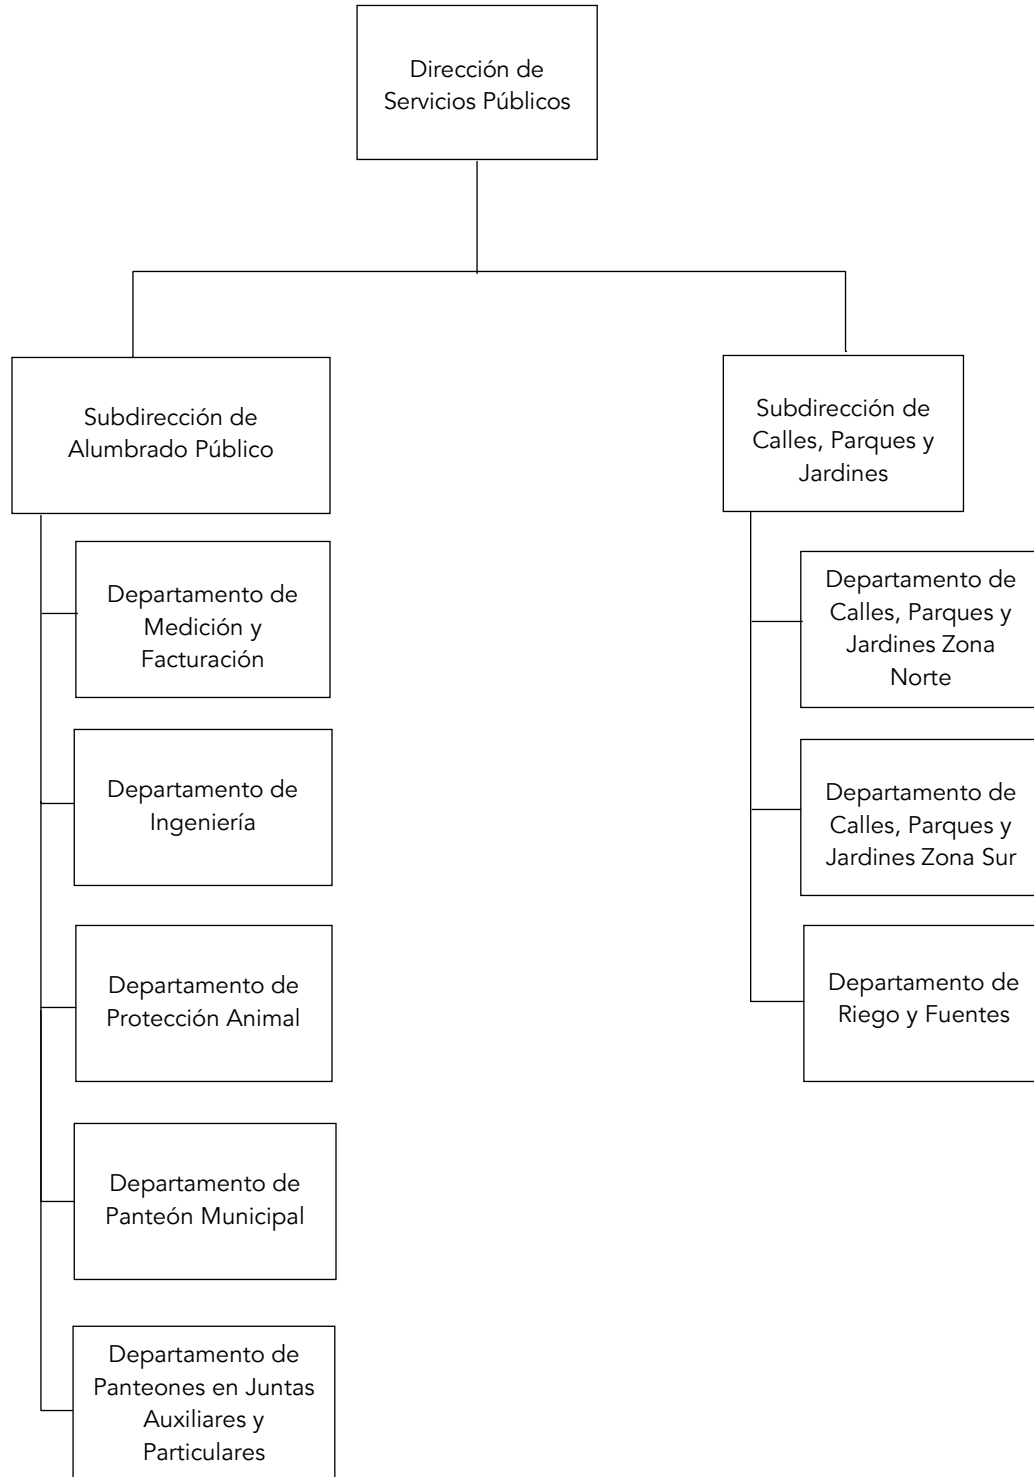 Dirección de
Servicios Públicos
Subdirección de
Alumbrado Público
Subdirección de
Calles, Parques y
Jardines
Departamento de
Medición y
Facturación
Departamento de
Ingeniería
Departamento de
Protección Animal
Departamento de
Panteón Municipal
Departamento de
Panteones en Juntas
Auxiliares y
Particulares
Departamento de
Calles, Parques y
Jardines Zona
Norte
Departamento de
Calles, Parques y
Jardines Zona Sur
Departamento de
Riego y Fuentes